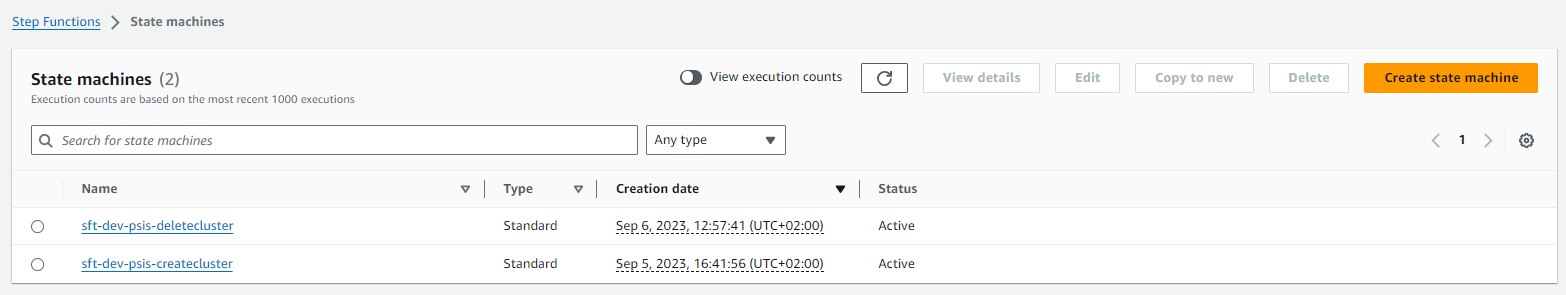 Step Functions > State machines
State machines (2)
Execution counts are based on the most recent 1000 executions
View execution counts
View details
Edit
Copy to new
Delete
Create state machine
Search for state machines
Any type
1
Name Type Creation date Status
sft-dev-psis-deletecluster Standard Sep 6, 2023, 12:57:41 (UTC+02:00) Active
sft-dev-psis-createcluster Standard Sep 5, 2023, 16:41:56 (UTC+02:00) Active